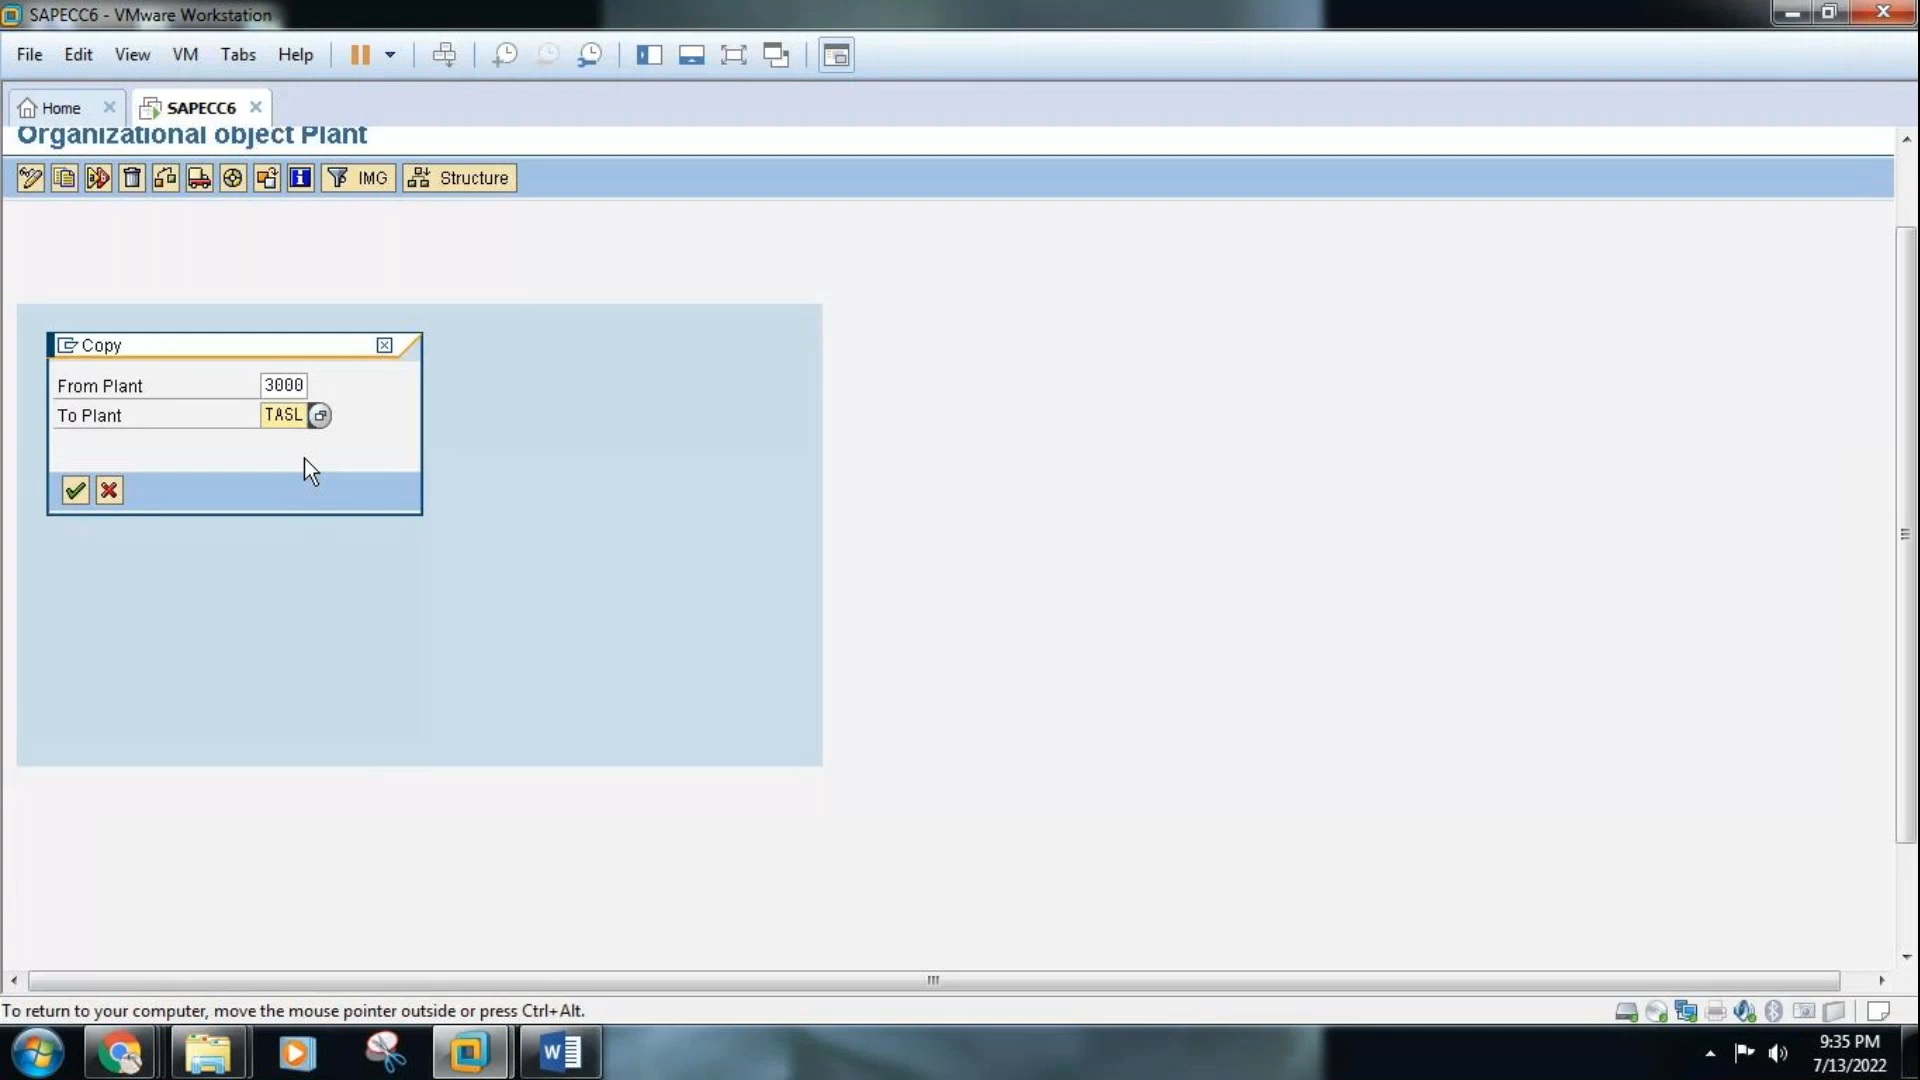 SAPECC6 - VMware Workstation
File Edit View VM Tabs Help
Home SAPECC6
Organizational object Plant
IMG Structure
Copy
From Plant 3000
To Plant TASL
To return to your computer, move the mouse pointer outside or press Ctrl+Alt.
9:35 PM
7/13/2022